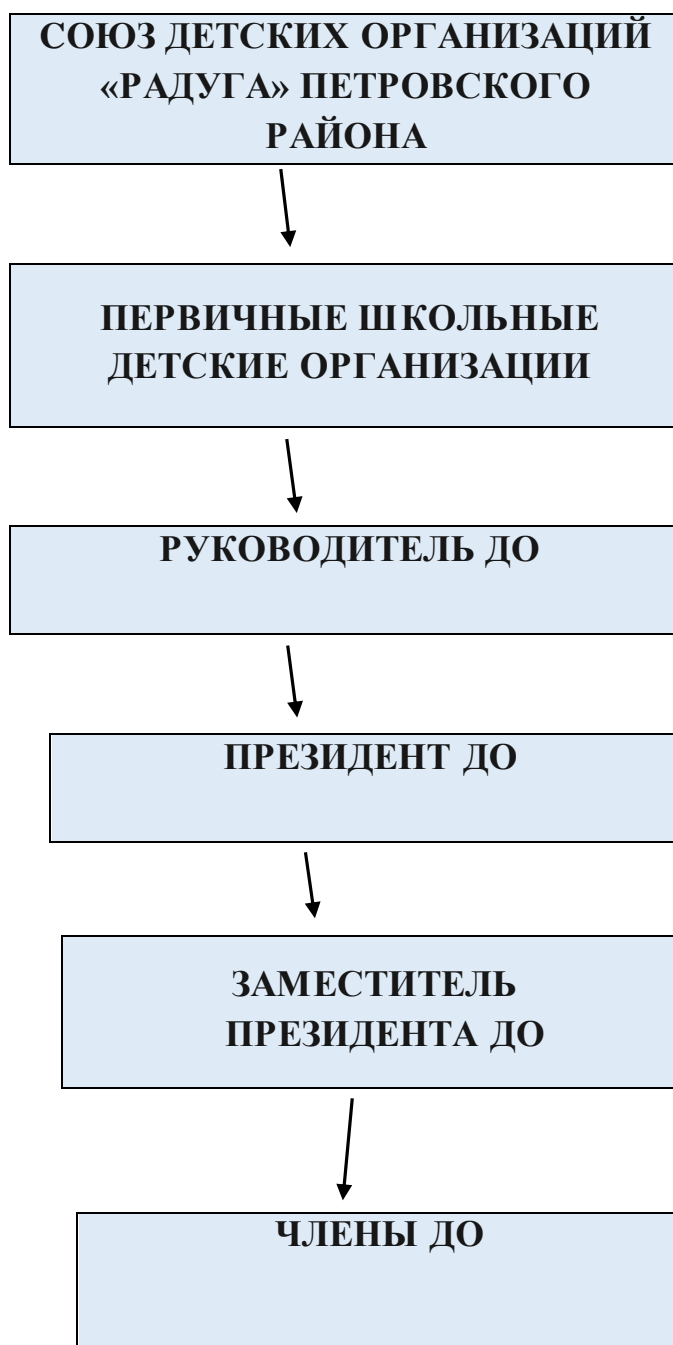 СОЮЗ ДЕТСКИХ ОРГАНИЗАЦИЙ
«РАДУГА» ПЕТРОВСКОГО
РАЙОНА
ПЕРВИЧНЫЕ ШКОЛЬНЫЕ
ДЕТСКИЕ ОРГАНИЗАЦИИ
РУКОВОДИТЕЛЬ ДО
ПРЕЗИДЕНТ ДО
ЗАМЕСТИТЕЛЬ
ПРЕЗИДЕНТА ДО
ЧЛЕНЫ ДО